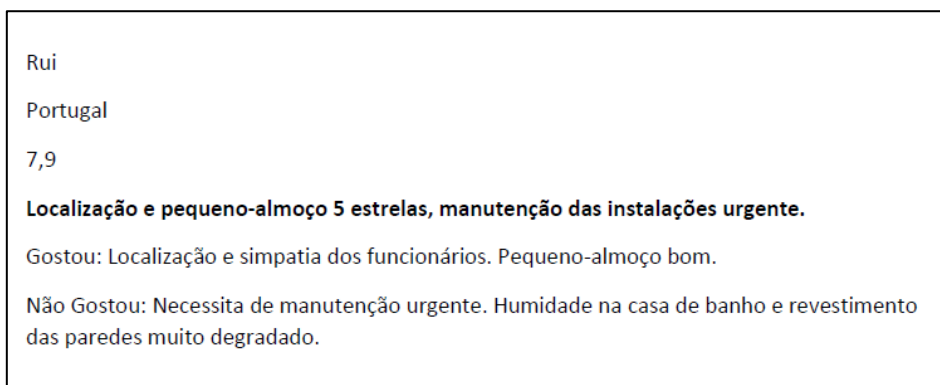 Rui
Portugal
7,9
Localização e pequeno-almoço 5 estrelas, manutenção das instalações urgente.
Gostou: Localização e simpatia dos funcionários. Pequeno-almoço bom.
Não Gostou: Necessita de manutenção urgente. Humidade na casa de banho e revestimento
das paredes muito degradado.